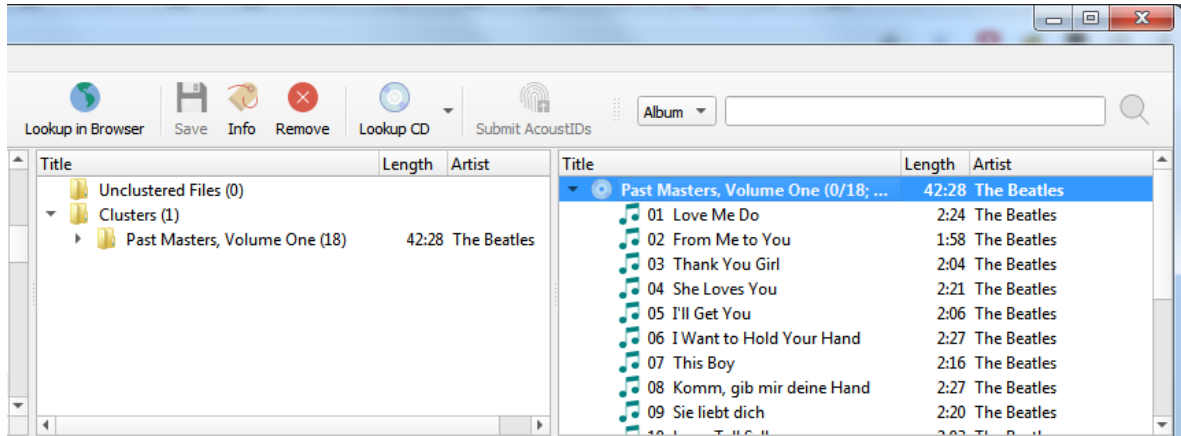 Lookup in Browser Save Info Remove Lookup CD Submit AcoustIDs Album
Title Length Artist
Unclustered Files (0)
Clusters (1)
Past Masters, Volume One (18) 42:28 The Beatles
Title Length Artist
Past Masters, Volume One (0/18; ... 42:28 The Beatles
01 Love Me Do 2:24 The Beatles
02 From Me to You 1:58 The Beatles
03 Thank You Girl 2:04 The Beatles
04 She Loves You 2:21 The Beatles
05 I'll Get You 2:06 The Beatles
06 I Want to Hold Your Hand 2:27 The Beatles
07 This Boy 2:16 The Beatles
08 Komm, gib mir deine Hand 2:27 The Beatles
09 Sie liebt dich 2:20 The Beatles